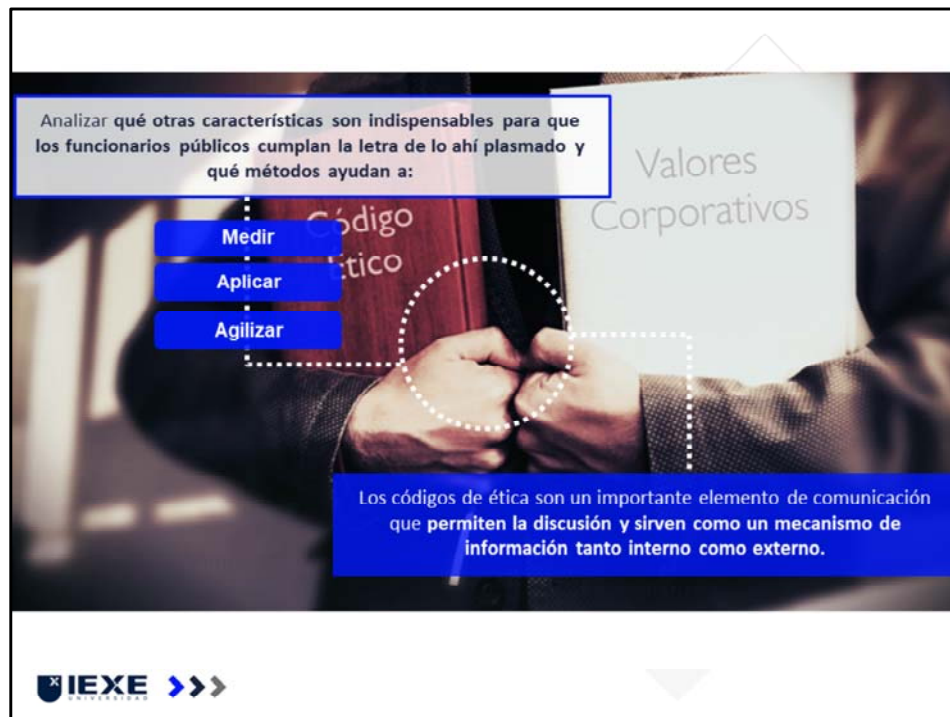 Analizar qué otras características son indispensables para que
los funcionarios públicos cumplan la letra de lo ahí plasmado y
qué métodos ayudan a:
Código
Ético
Valores
Corporativos
Medir
Aplicar
Agilizar
Los códigos de ética son un importante elemento de comunicación
que permiten la discusión y sirven como un mecanismo de
información tanto interno como externo.
IEXE
UNIVERSIDAD